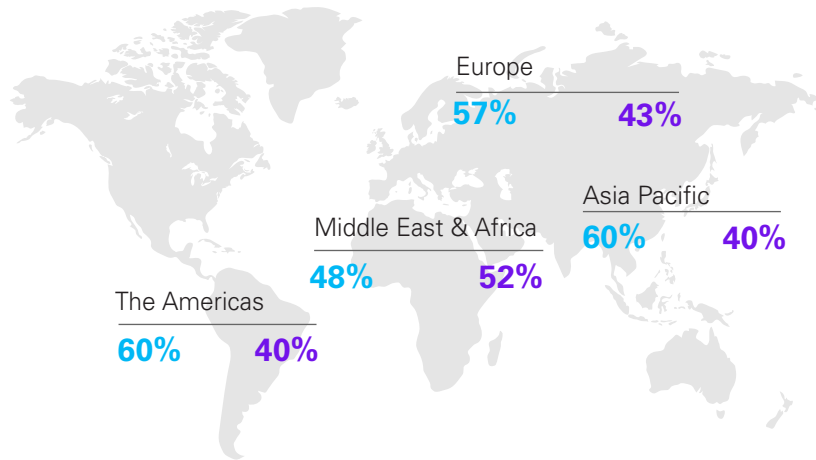 Europe
57% 43%
Asia Pacific
60% 40%
Middle East & Africa
48% 52%
The Americas
60% 40%